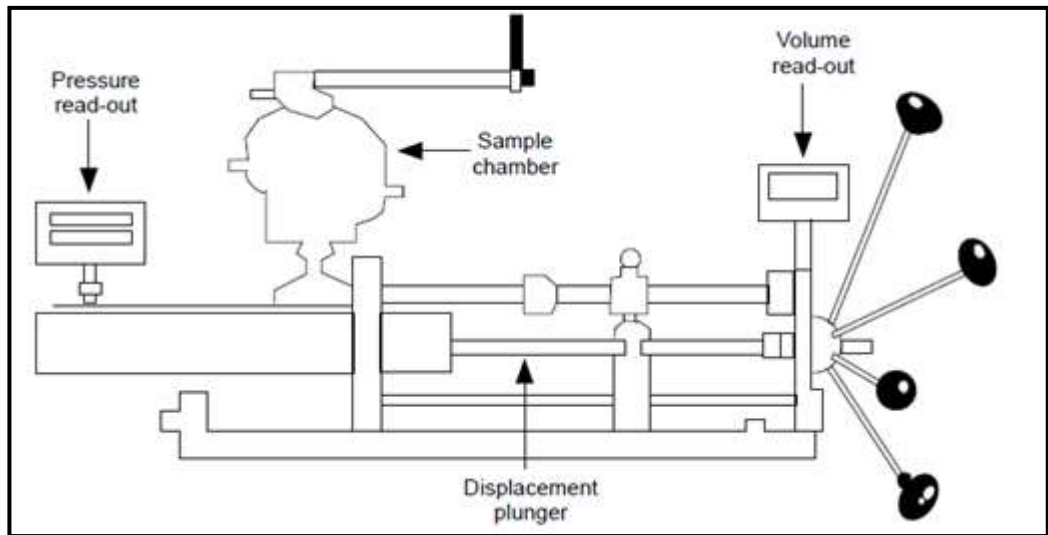 Pressure
read-out
Sample
chamber
Volume
read-out
Displacement
plunger